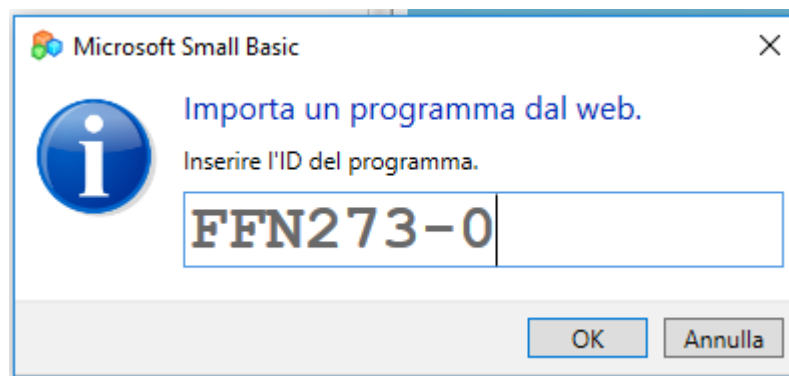 Microsoft Small Basic
Importa un programma dal web.
Inserire l'ID del programma.
FFN273-0
OK
Annulla